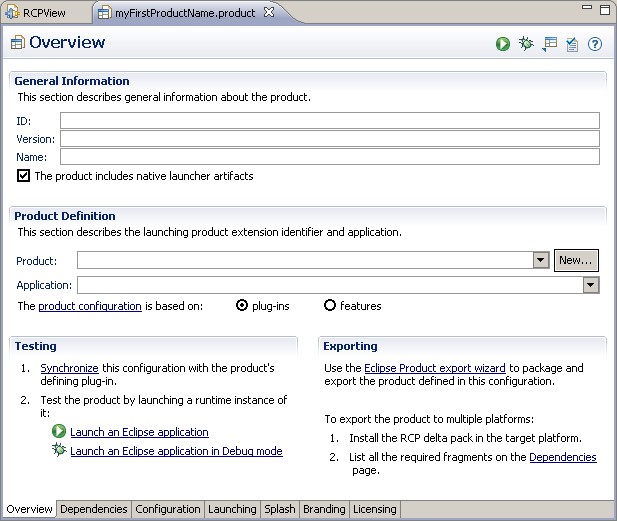 RCPView
myFirstProductName.product
Overview
General Information
This section describes general information about the product.
ID:
Version:
Name:
The product includes native launcher artifacts
Product Definition
This section describes the launching product extension identifier and application.
Product:
New...
Application:
The product configuration is based on: plug-ins features
Testing
1. Synchronize this configuration with the product's
defining plug-in.
2. Test the product by launching a runtime instance of
it:
Launch an Eclipse application
Launch an Eclipse application in Debug mode
Exporting
Use the Eclipse Product export wizard to package and
export the product defined in this configuration.
To export the product to multiple platforms:
1. Install the RCP delta pack in the target platform.
2. List all the required fragments on the Dependencies
page.
Overview Dependencies Configuration Launching Splash Branding Licensing